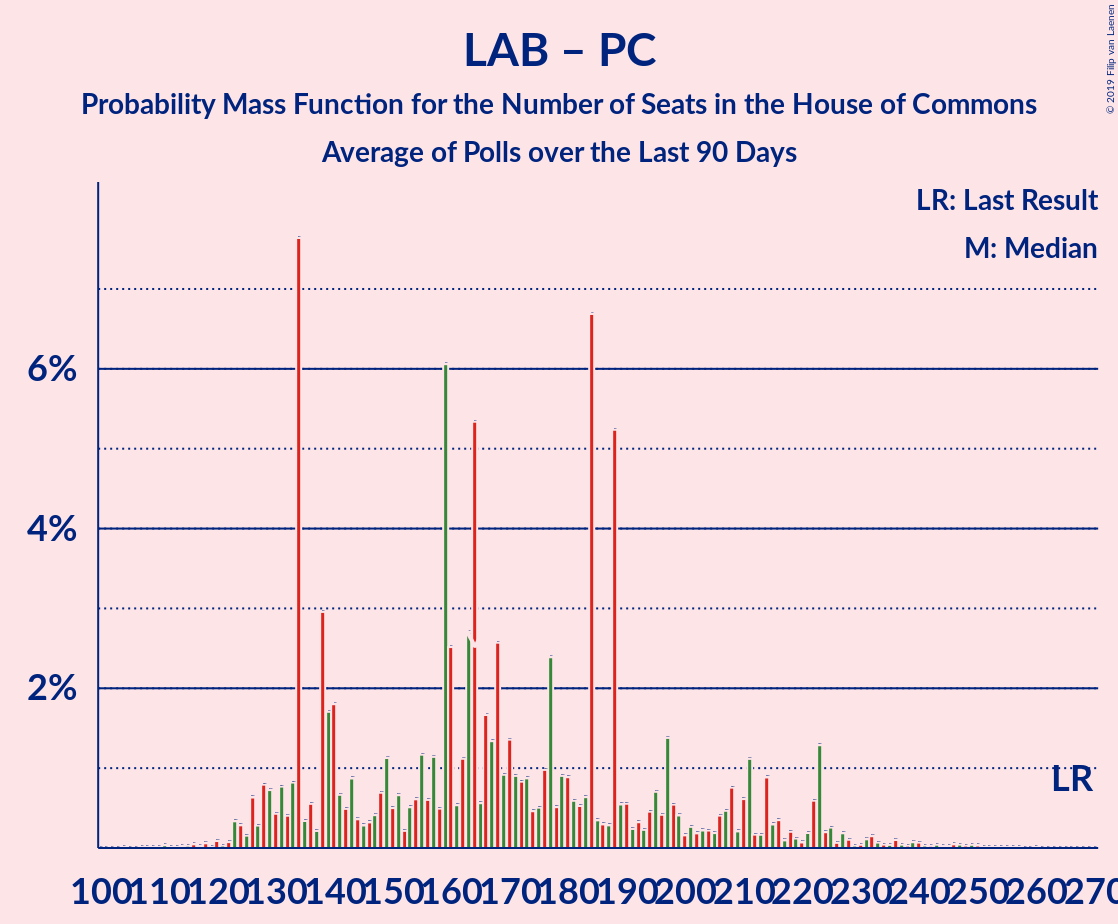 LAB – PC
Probability Mass Function for the Number of Seats in the House of Commons
Average of Polls over the Last 90 Days
© 2019 Filip van Laenen
LR: Last Result
M: Median
6%
4%
2%
LR
100 110 120 130 140 150 160 170 180 190 200 210 220 230 240 250 260 270